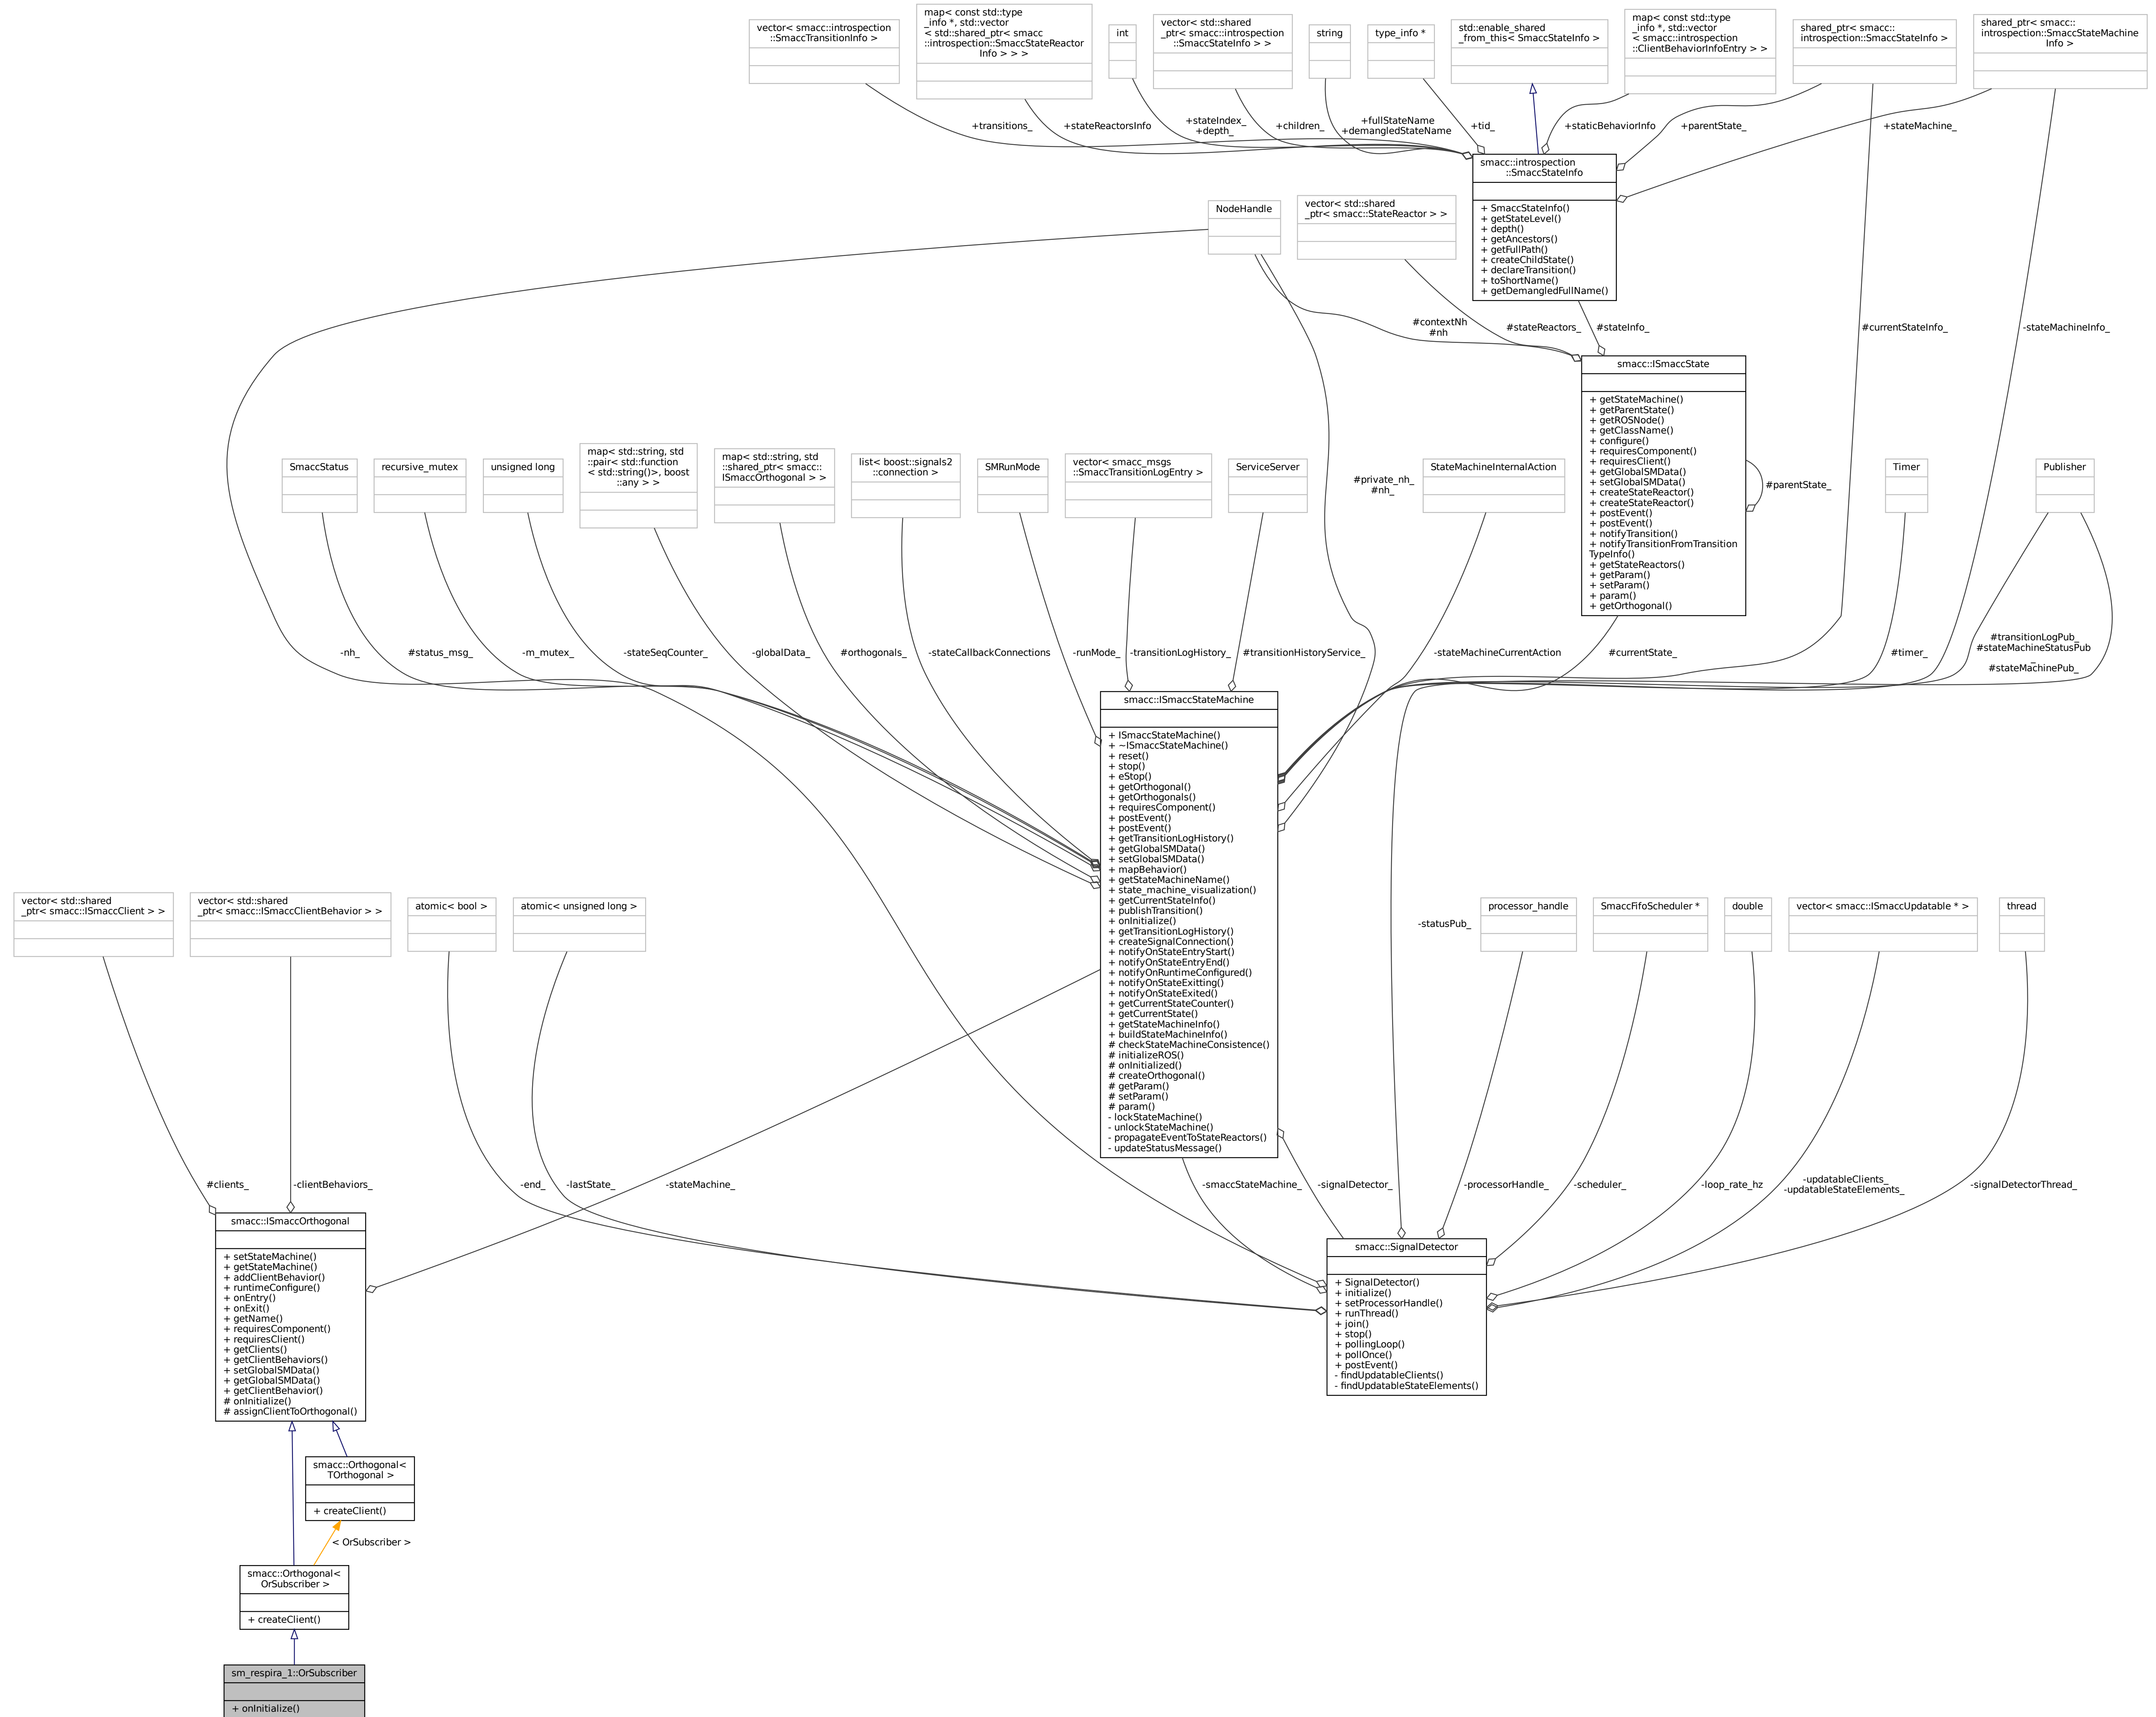 vector< smacc::introspection
::SmaccTransitionInfo >
map< const std::type
_info *, std::vector
< std::shared_ptr< smacc
::introspection::SmaccStateReactor
Info > > >
int
vector< std::shared
_ptr< smacc::introspection
::SmaccStateInfo > >
string
type_info *
std::enable_shared
_from_this< SmaccStateInfo >
map< const std::type
_info *, std::vector
< smacc::introspection
::ClientBehaviorInfoEntry > >
shared_ptr< smacc::
introspection::SmaccStateInfo >
shared_ptr< smacc::
introspection::SmaccStateMachine
Info >
+transitions_
+stateReactorsInfo
+stateIndex_
+depth_
+children_
+fullStateName
+demangledStateName
+tid_
+staticBehaviorInfo
+parentState_
+stateMachine_
smacc::introspection
::SmaccStateInfo
+ SmaccStateInfo()
+ getStateLevel()
+ depth()
+ getAncestors()
+ getFullPath()
+ createChildState()
+ declareTransition()
+ toShortName()
+ getDemangledFullName()
NodeHandle
vector< std::shared
_ptr< smacc::StateReactor > >
#contextNh
#nh
#stateReactors_
#stateInfo_
#currentStateInfo_
-stateMachineInfo_
smacc::ISmaccState
+ getStateMachine()
+ getParentState()
+ getROSNode()
+ getClassName()
+ configure()
+ requiresComponent()
+ requiresClient()
+ getGlobalSMData()
+ setGlobalSMData()
+ createStateReactor()
+ createStateReactor()
+ postEvent()
+ postEvent()
+ notifyTransition()
+ notifyTransitionFromTransition
TypeInfo()
+ getStateReactors()
+ getParam()
+ setParam()
+ param()
+ getOrthogonal()
#parentState_
SmaccStatus
recursive_mutex
unsigned long
map< std::string, std
::pair< std::function
< std::string()>, boost
::any > >
map< std::string, std
::shared_ptr< smacc::
ISmaccOrthogonal > >
list< boost::signals2
::connection >
SMRunMode
vector< smacc_msgs
::SmaccTransitionLogEntry >
ServiceServer
#private_nh_
#nh_
StateMachineInternalAction
Timer
Publisher
-nh_
#status_msg_
-m_mutex_
-stateSeqCounter_
-globalData_
#orthogonals_
-stateCallbackConnections
-runMode_
-transitionLogHistory_
#transitionHistoryService_
-stateMachineCurrentAction
#currentState_
#timer_
#transitionLogPub_
#stateMachineStatusPub
_
#stateMachinePub_
smacc::ISmaccStateMachine
+ ISmaccStateMachine()
+ ~ISmaccStateMachine()
+ reset()
+ stop()
+ eStop()
+ getOrthogonal()
+ getOrthogonals()
+ requiresComponent()
+ postEvent()
+ postEvent()
+ getTransitionLogHistory()
+ getGlobalSMData()
+ setGlobalSMData()
+ mapBehavior()
+ getStateMachineName()
+ state_machine_visualization()
+ getCurrentStateInfo()
+ publishTransition()
+ onInitialize()
+ getTransitionLogHistory()
+ createSignalConnection()
+ notifyOnStateEntryStart()
+ notifyOnStateEntryEnd()
+ notifyOnRuntimeConfigured()
+ notifyOnStateExitting()
+ notifyOnStateExited()
+ getCurrentStateCounter()
+ getCurrentState()
+ getStateMachineInfo()
+ buildStateMachineInfo()
# checkStateMachineConsistence()
# initializeROS()
# onInitialized()
# createOrthogonal()
# getParam()
# setParam()
# param()
- lockStateMachine()
- unlockStateMachine()
- propagateEventToStateReactors()
- updateStatusMessage()
vector< std::shared
_ptr< smacc::ISmaccClient > >
vector< std::shared
_ptr< smacc::ISmaccClientBehavior > >
atomic< bool >
atomic< unsigned long >
-statusPub_
processor_handle
SmaccFifoScheduler *
double
vector< smacc::ISmaccUpdatable * >
thread
#clients_
-clientBehaviors_
-end_
-lastState_
-stateMachine_
-smaccStateMachine_
-signalDetector_
-processorHandle_
-scheduler_
-loop_rate_hz
-updatableClients_
-updatableStateElements_
-signalDetectorThread_
smacc::ISmaccOrthogonal
+ setStateMachine()
+ getStateMachine()
+ addClientBehavior()
+ runtimeConfigure()
+ onEntry()
+ onExit()
+ getName()
+ requiresComponent()
+ requiresClient()
+ getClients()
+ getClientBehaviors()
+ setGlobalSMData()
+ getGlobalSMData()
+ getClientBehavior()
# onInitialize()
# assignClientToOrthogonal()
smacc::SignalDetector
+ SignalDetector()
+ initialize()
+ setProcessorHandle()
+ runThread()
+ join()
+ stop()
+ pollingLoop()
+ pollOnce()
+ postEvent()
- findUpdatableClients()
- findUpdatableStateElements()
smacc::Orthogonal<
TOrthogonal >
+ createClient()
< OrSubscriber >
smacc::Orthogonal<
OrSubscriber >
+ createClient()
sm_respira_1::OrSubscriber
+ onInitialize()